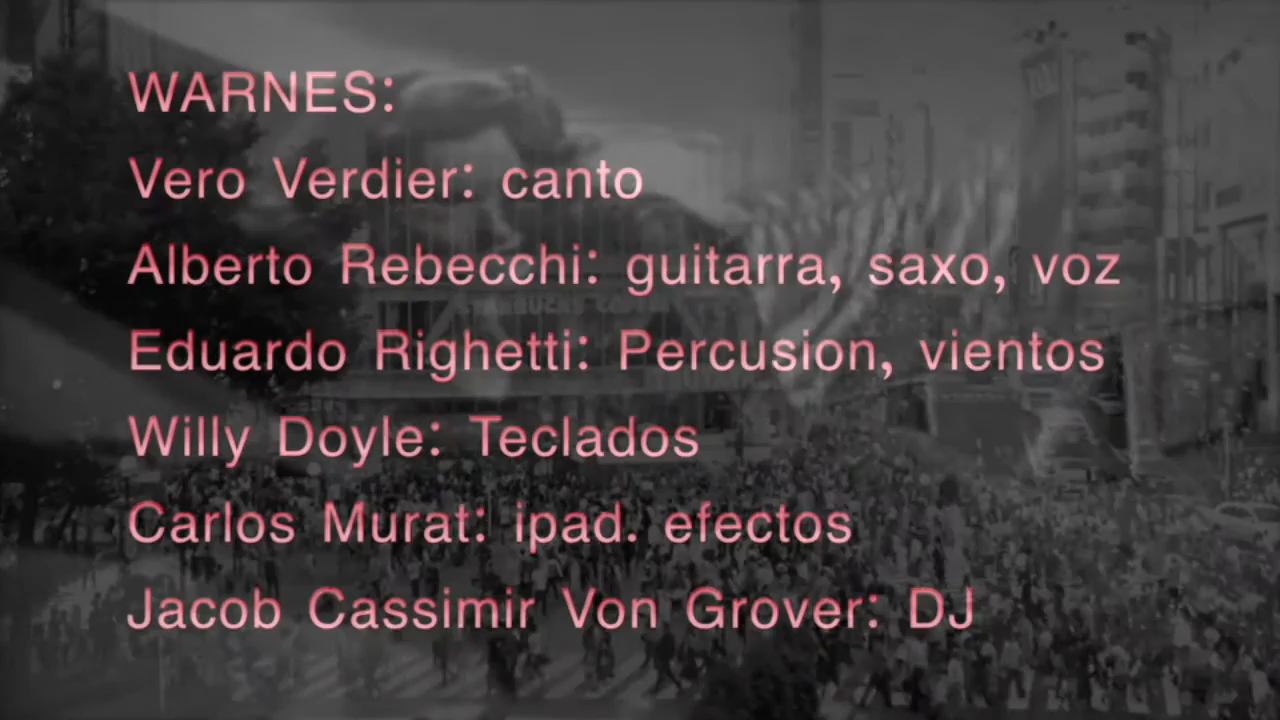 WARNES:
Vero Verdier: canto
Alberto Rebecchi: guitarra, saxo, voz
Eduardo Righetti: Percusion, vientos
Willy Doyle: Teclados
Carlos Murat: ipad. efectos
Jacob Cassimir Von Grover: DJ